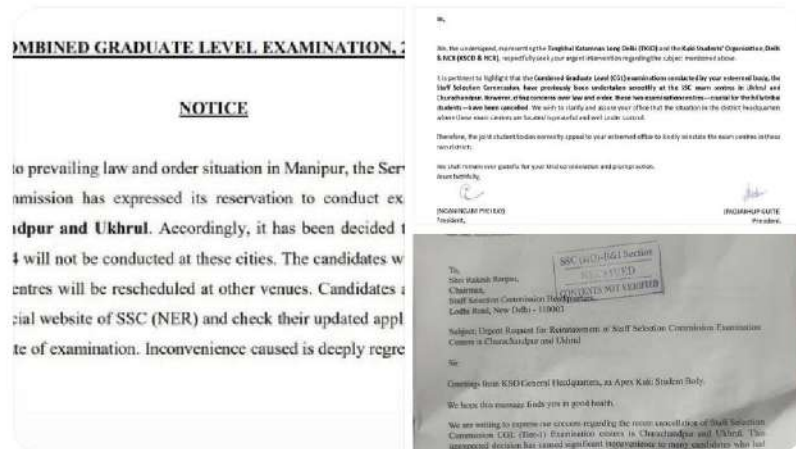 OMBINED GRADUATE LEVEL EXAMINATION, 2
NOTICE
to prevailing law and order situation in Manipur, the Ser
mmission has expressed its reservation to conduct ex
dpur and Ukhrul. Accordingly, it has been decided t
4 will not be conducted at these cities. The candidates w
entres will be rescheduled at other venues. Candidates a
cial website of SSC (NER) and check their updated appl
te of examination. Inconvenience caused is deeply regre
We, the undersigned, representing the Tangkhul Katamnao Long Delhi (TKLD) and the Kuki Students' Organization, Delhi
& NCR (KSOD & NCR), respectfully seek your urgent intervention regarding the subject mentioned above.
It is pertinent to highlight that the Combined Graduate Level (CGL) examinations conducted by your esteemed body, the
Staff Selection Commission, have previously been undertaken smoothly at the SSC exam centres in Ukhrul and
Churachandpur. However, citing concerns over law and order, these two examination centres—crucial for the hill tribal
students—have been cancelled. We wish to clarify and assure your office that the situation in the district headquarters
where these exam centres are located is peaceful and well under control.
Therefore, the joint student bodies earnestly appeal to your esteemed office to kindly reinstate the exam centres in these
two districts.
We shall remain ever grateful for your kind consideration and prompt action.
Yours faithfully,
President, President,
SSC Section
RECEIVED
CONTENTS NOT VERIFIED
To,
Shri Rakesh Ranjan,
Chairman,
Staff Selection Commission Headquarters,
Lodhi Road, New Delhi - 110003
Subject: Urgent Request for Reinstatement of Staff Selection Commission Examination
Centers in Churachandpur and Ukhrul
Sir
Greetings from KSO General Headquarters, an Apex Kuki Student Body.
We hope this message finds you in good health.
We are writing to express our concern regarding the recent cancellation of Staff Selection
Commission CGL (Tier-1) Examination centers in Churachandpur and Ukhrul. This
unexpected decision has caused significant inconvenience to many candidates who had